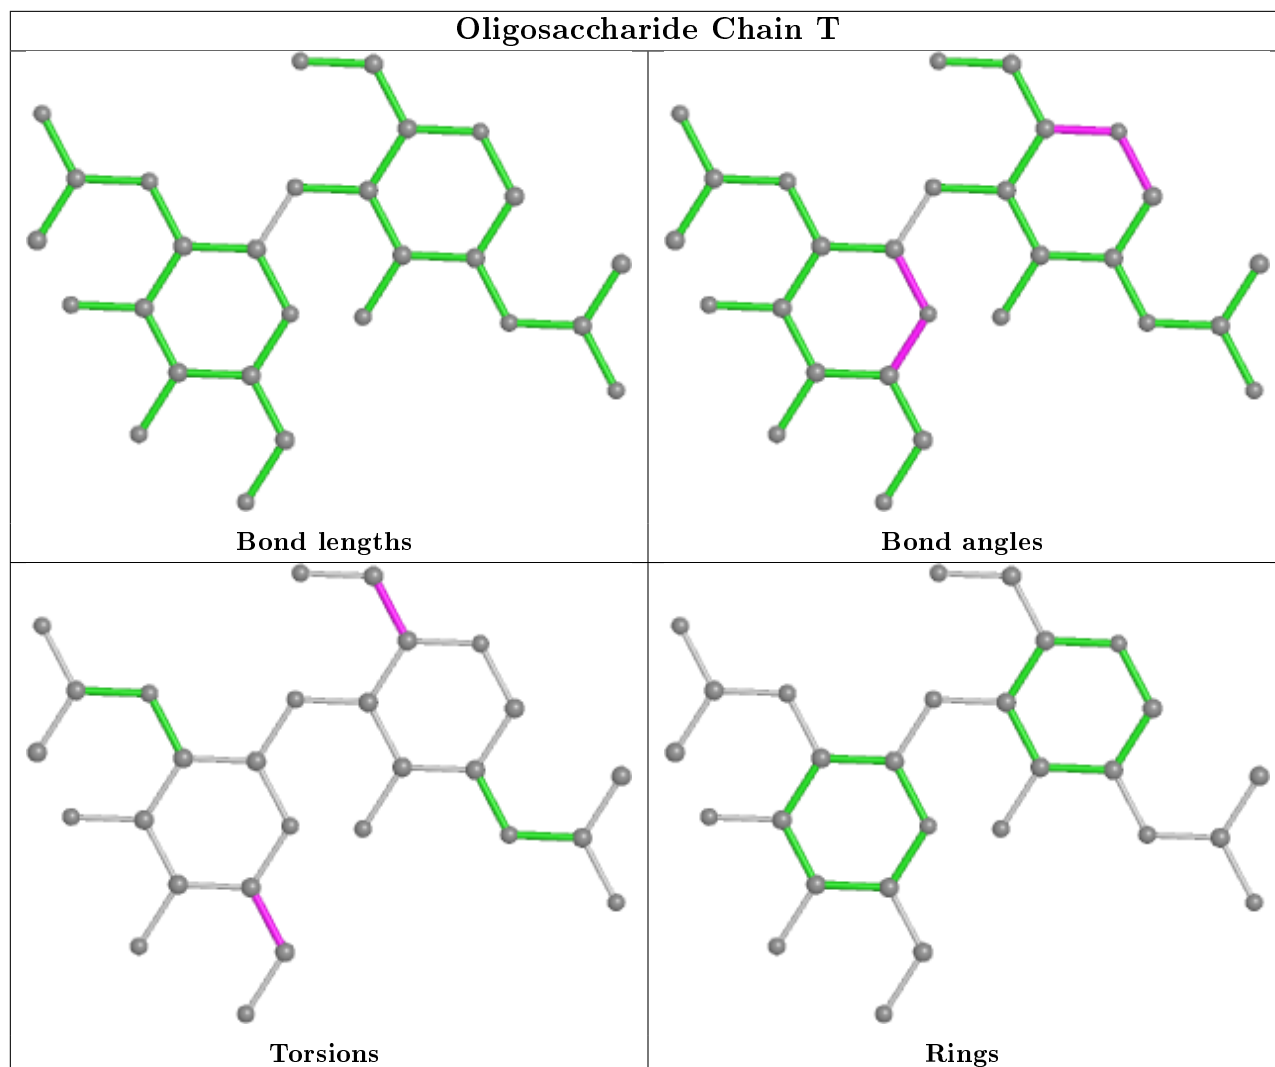 Oligosaccharide Chain T
Bond lengths
Bond angles
Torsions
Rings